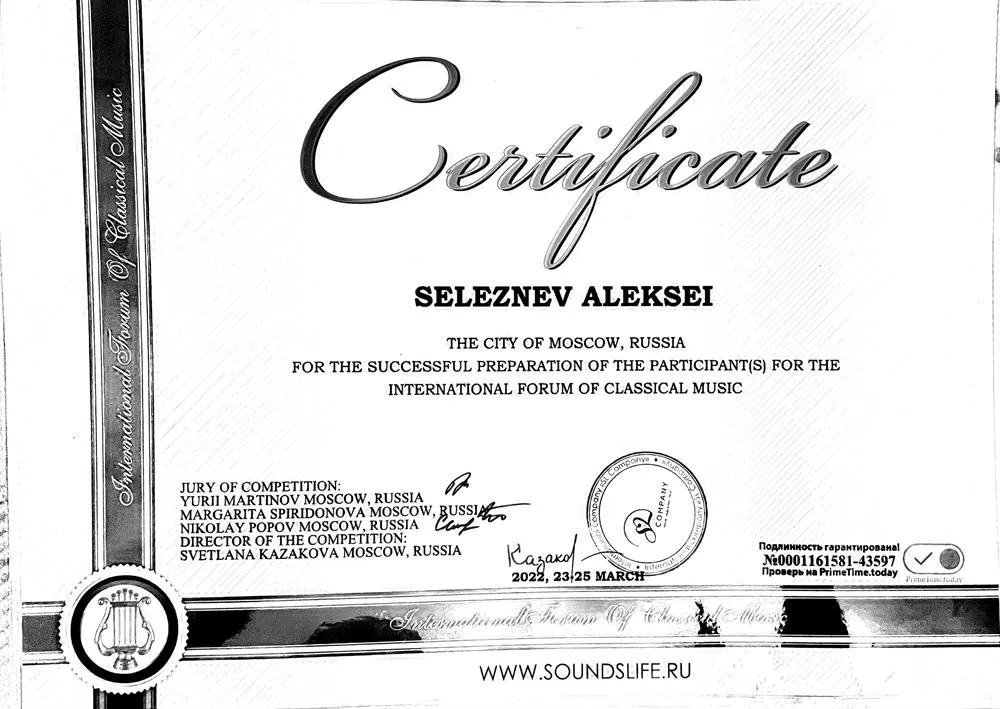 International Forum Of Classical Music
Certificate
SELEZNEV ALEKSEI
THE CITY OF MOSCOW, RUSSIA
FOR THE SUCCESSFUL PREPARATION OF THE PARTICIPANT(S) FOR THE
INTERNATIONAL FORUM OF CLASSICAL MUSIC
JURY OF COMPETITION:
YURII MARTINOV MOSCOW, RUSSIA
MARGARITA SPIRIDONOVA MOSCOW, RUSSIA
NIKOLAY POPOV MOSCOW, RUSSIA
DIRECTOR OF THE COMPETITION:
SVETLANA KAZAKOVA MOSCOW, RUSSIA
COMPANY
2022, 23-25 MARCH
Подлинность гарантирована!
№0001161581-43597
Проверь на PrimeTime.today
PrimeTime.today
International Forum Of Classical Music
WWW.SOUNDSLIFE.RU